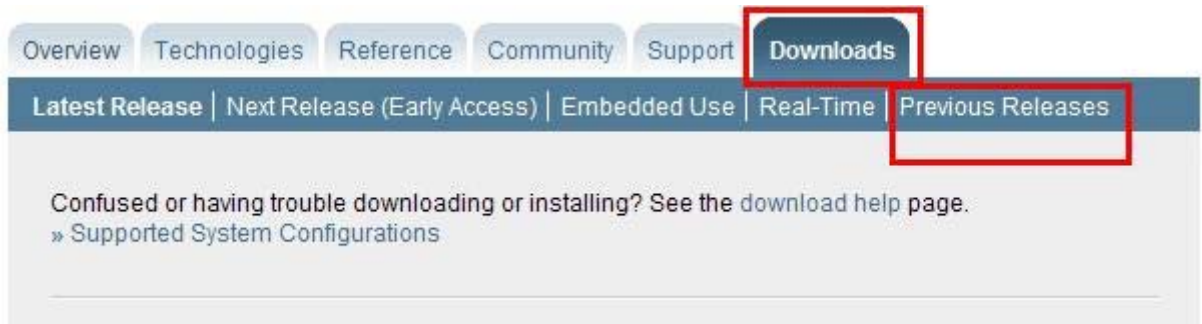 Overview Technologies Reference Community Support Downloads
Latest Release | Next Release (Early Access) | Embedded Use | Real-Time | Previous Releases
Confused or having trouble downloading or installing? See the download help page.
» Supported System Configurations